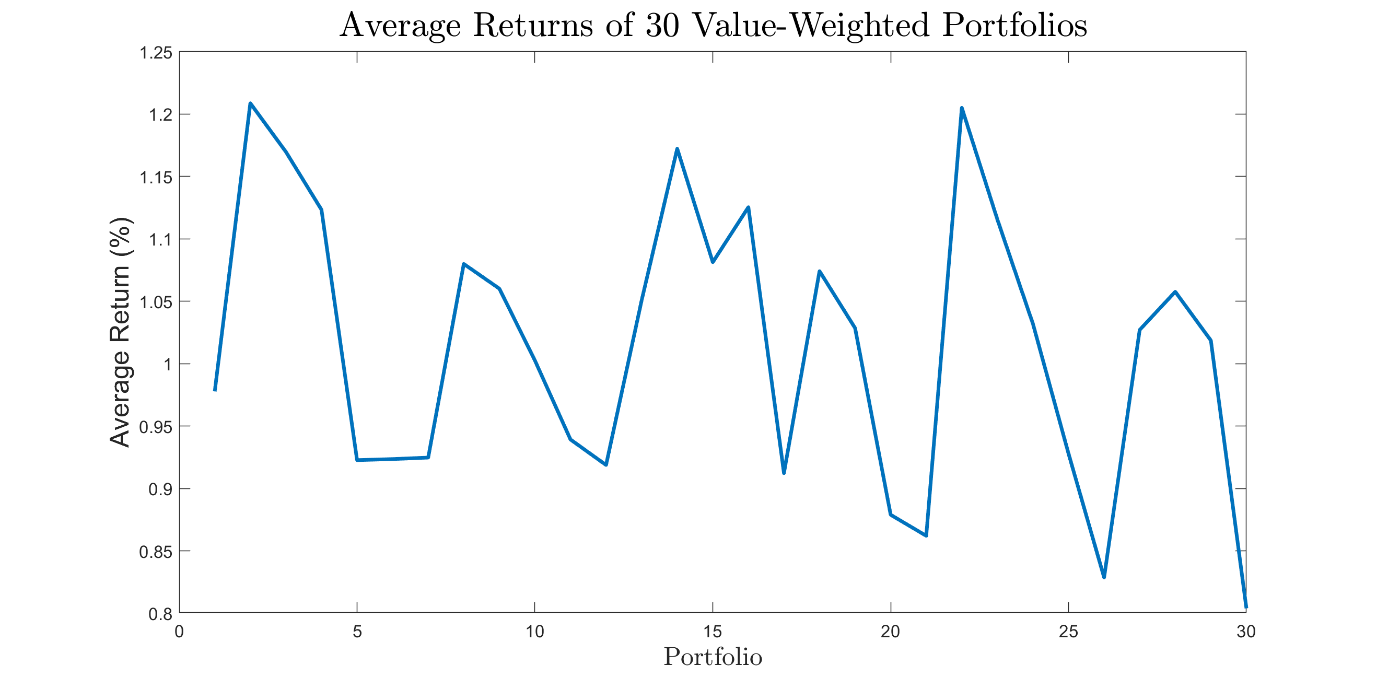 Average Returns of 30 Value-Weighted Portfolios
1.25
1.2
1.15
1.1
1.05
1
0.95
0.9
0.85
0.8
Average Return (%)
0 5 10 15 20 25 30
Portfolio